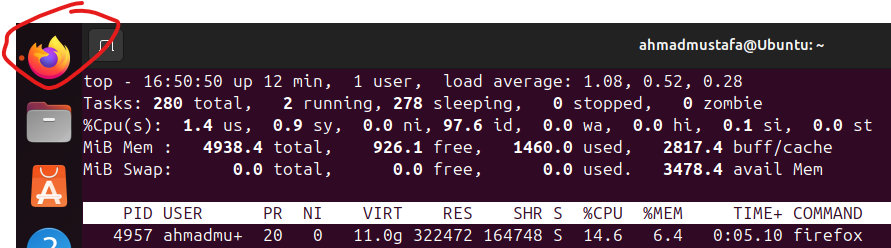 ahmadmustafa@Ubuntu: ~
top - 16:50:50 up 12 min,  1 user,  load average: 1.08, 0.52, 0.28
Tasks: 280 total,   2 running, 278 sleeping,   0 stopped,   0 zombie
%Cpu(s):  1.4 us,  0.9 sy,  0.0 ni, 97.6 id,  0.0 wa,  0.0 hi,  0.1 si,  0.0 st
MiB Mem :   4938.4 total,    926.1 free,   1460.0 used,   2817.4 buff/cache
MiB Swap:      0.0 total,      0.0 free,      0.0 used.   3478.4 avail Mem
PID USER      PR  NI    VIRT    RES    SHR S  %CPU  %MEM     TIME+ COMMAND
4957 ahmadmu+  20   0   11.0g 322472 164748 S  14.6   6.4   0:05.10 firefox